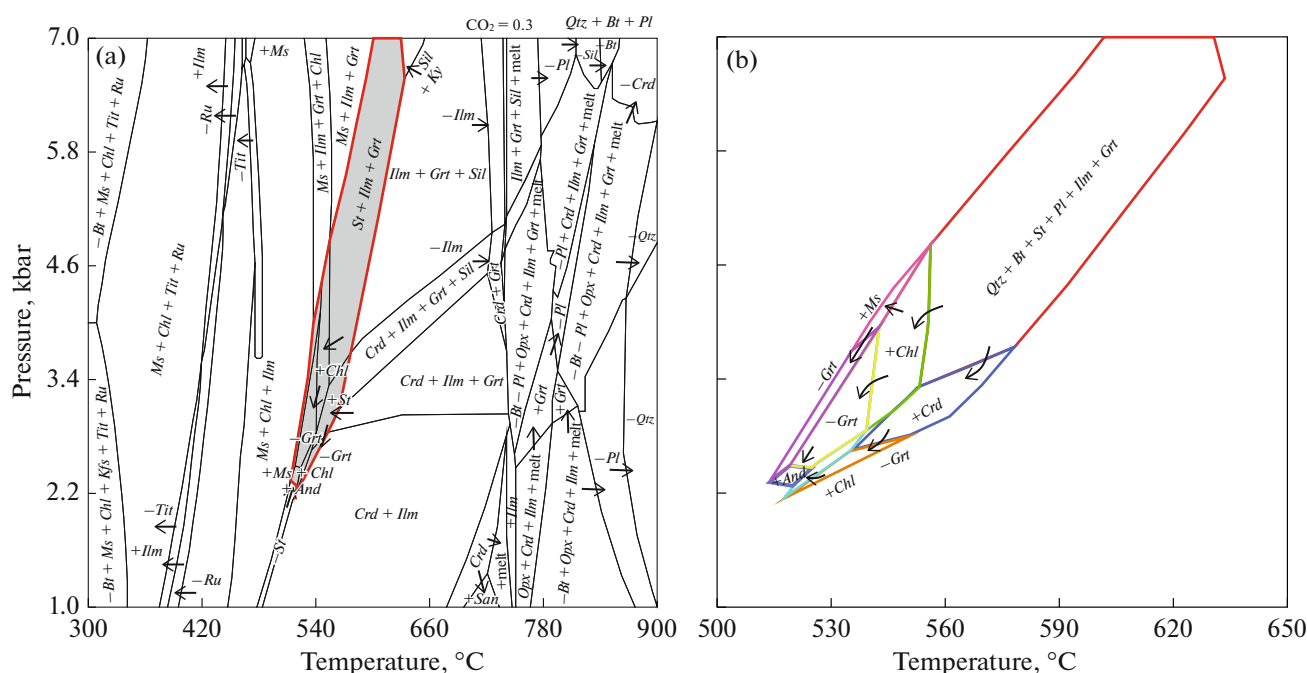 CO₂ = 0.3
Qtz + Bt + Pl
(a)
7.0
5.8
4.6
3.4
2.2
1.0
Pressure, kbar
300
420
540
660
780
900
Temperature, °C
−Bt + Ms + Chl + Tit + Ru
Ms + Chl + Tit + Ru
−Bt + Ms + Chl + Kfs + Tit + Ru
+Ilm
−Ru
−Tit
+Ms
Ms + Chl + Ilm
Ms + Ilm + Grt + Chl
Ms + Ilm + Grt
St + Ilm + Grt
Sil
+ Ky
Ilm + Grt + Sil
−Ilm
Ilm + Grt + Sil + melt
−Pl
−Sil
−Bt
−Crd
−Ilm
Crd + Ilm + Grt + Sil
Crd + Grt
−Pl + Crd + Ilm + Grt + melt
−Bt − Pl + Opx + Crd + Ilm + Grt + melt
−Bt − Pl + Opx + Crd + Ilm + Grt + melt
−Pl
−Qtz
−Qtz
Crd + Ilm + Grt
+Chl
+St
−Grt
−Grt
+Ms + Chl
+ And
+Grt
+Grt
−Pl
Crd + Ilm
−St
−Tit
+Ilm
−Ru
Crd
+melt
+San
+Ilm
Opx + Crd + Ilm + melt
−Bt + Opx + Crd + Ilm + melt
(b)
Qtz + Bt + St + Pl + Ilm + Grt
+Ms
−Grt
+Chl
−Grt
+Crd
−Grt
+And
+Chl
500
530
560
590
620
650
Temperature, °C